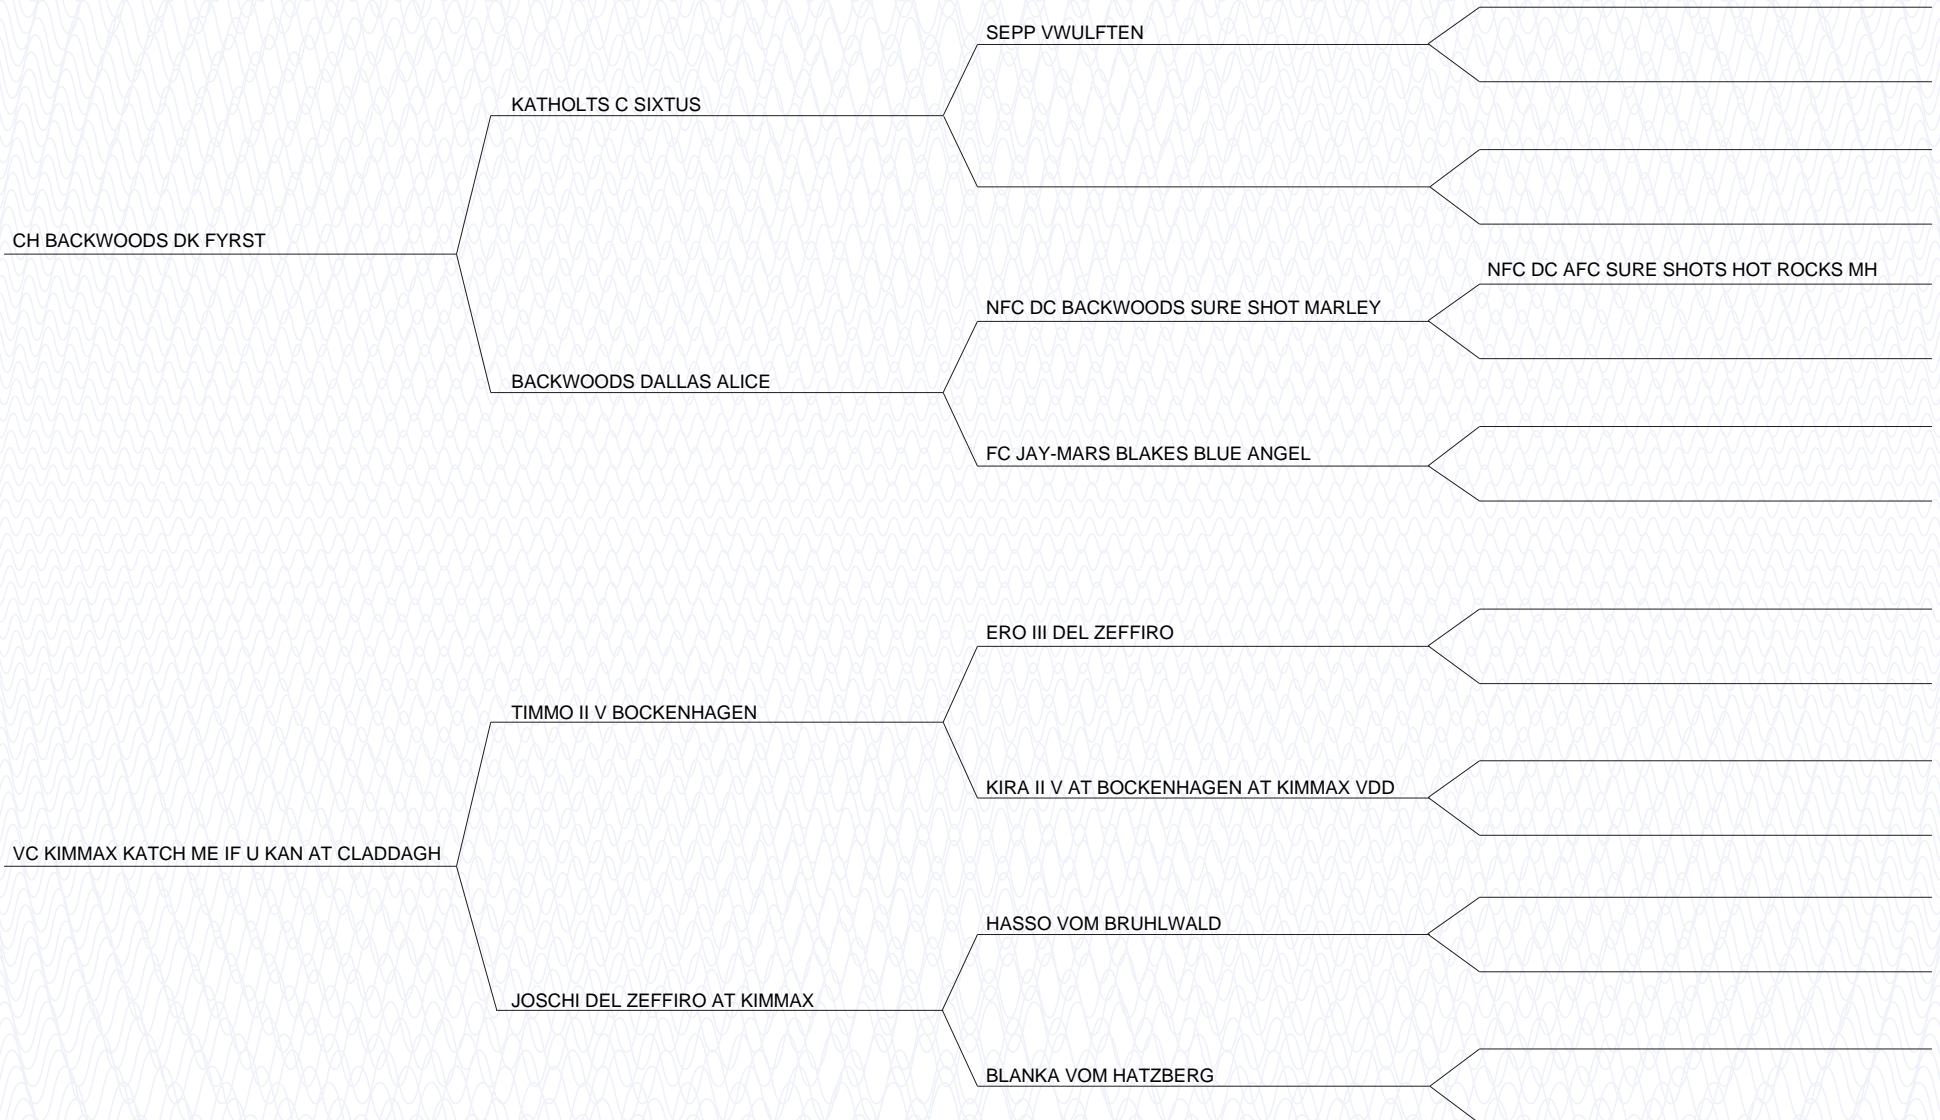 SEPP VWULFTEN
KATHOLTS C SIXTUS
CH BACKWOODS DK FYRST
NFC DC AFC SURE SHOTS HOT ROCKS MH
NFC DC BACKWOODS SURE SHOT MARLEY
BACKWOODS DALLAS ALICE
FC JAY-MARS BLAKES BLUE ANGEL
ERO III DEL ZEFFIRO
TIMMO II V BOCKENHAGEN
KIRA II V AT BOCKENHAGEN AT KIMMAX VDD
VC KIMMAX KATCH ME IF U KAN AT CLADDAGH
HASSO VOM BRUHLWALD
JOSCHI DEL ZEFFIRO AT KIMMAX
BLANKA VOM HATZBERG